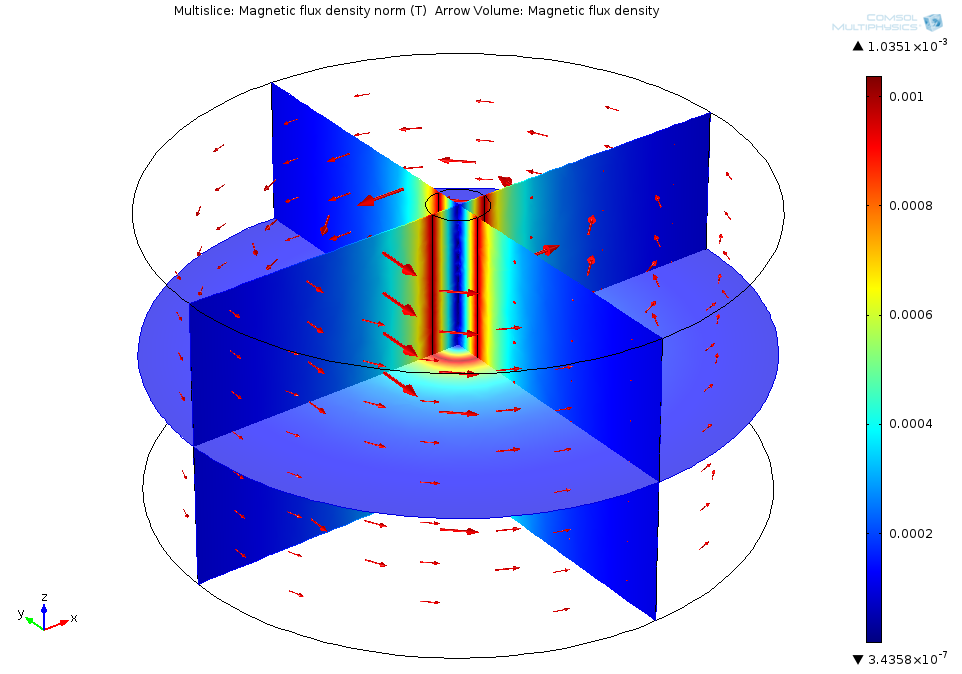 Multislice: Magnetic flux density norm (T) Arrow Volume: Magnetic flux density
COMSOL
MULTIPHYSICS
▲ 1.0351×10⁻³
0.001
0.0008
0.0006
0.0004
0.0002
▼ 3.4358×10⁻⁷
z
y
x